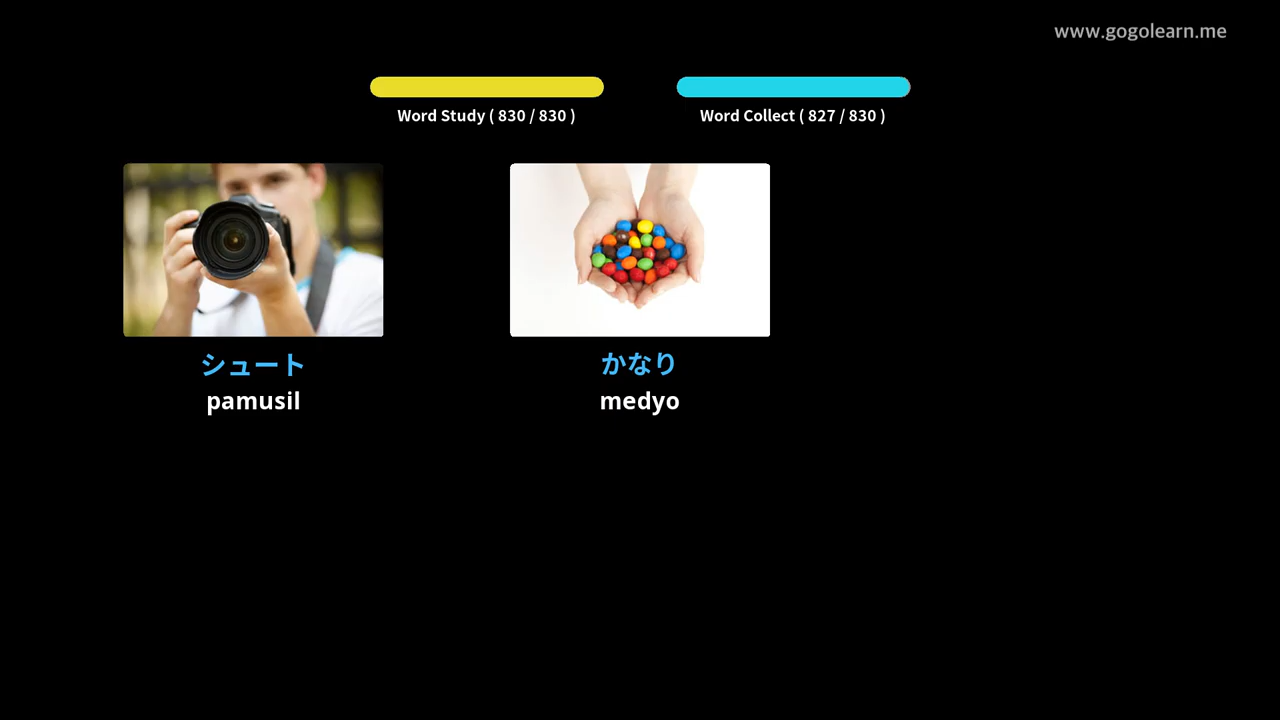 www.gogolearn.me
Word Study ( 830 / 830 )
Word Collect ( 827 / 830 )
シュート
かなり
pamusil
medyo